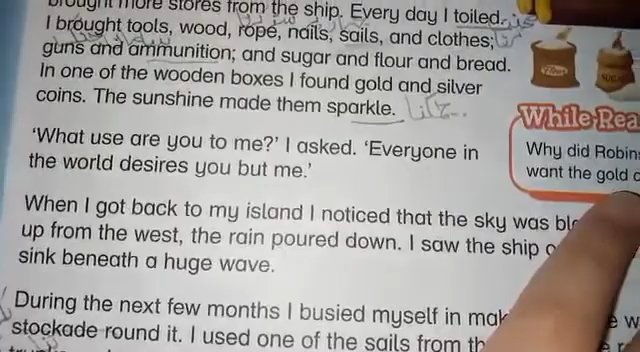 brought more stores from the ship. Every day I toiled.
I brought tools, wood, rope, nails, sails, and clothes;
guns and ammunition; and sugar and flour and bread.
In one of the wooden boxes I found gold and silver
coins. The sunshine made them sparkle.
'What use are you to me?' I asked. 'Everyone in
the world desires you but me.'
When I got back to my island I noticed that the sky was
up from the west, the rain poured down. I saw the ship
sink beneath a huge wave.
During the next few months I busied myself in
stockade round it. I used one of the sails from
Flour
While
Why did
want the gold